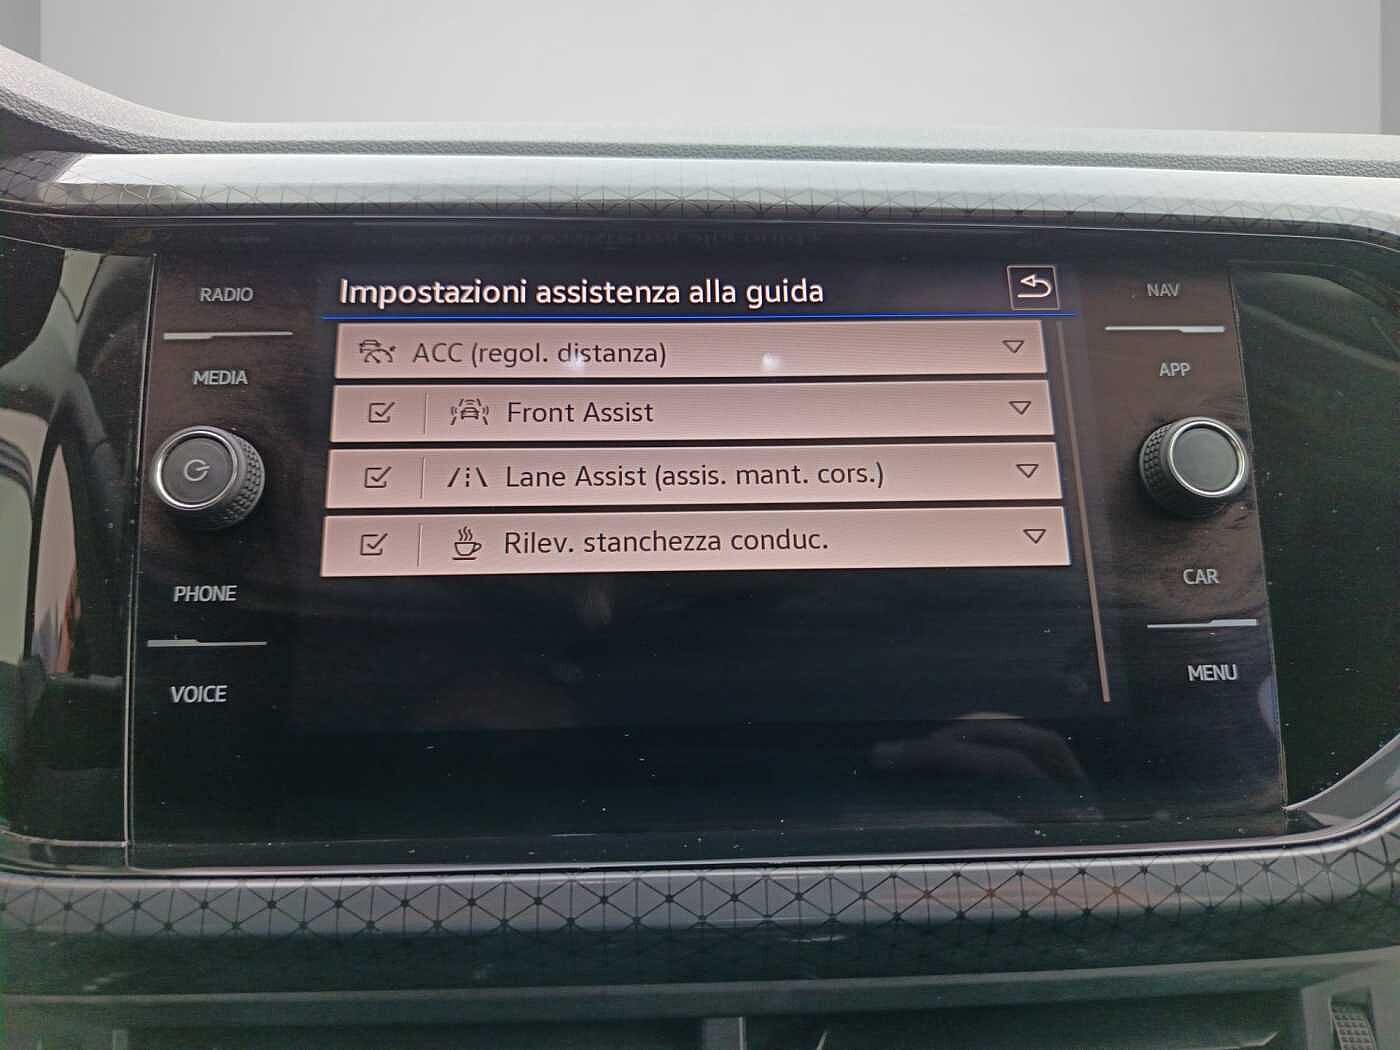 RADIO
MEDIA
PHONE
VOICE
Impostazioni assistenza alla guida
ACC (regol. distanza)
Front Assist
Lane Assist (assis. mant. cors.)
Rilev. stanchezza conduc.
NAV
APP
CAR
MENU